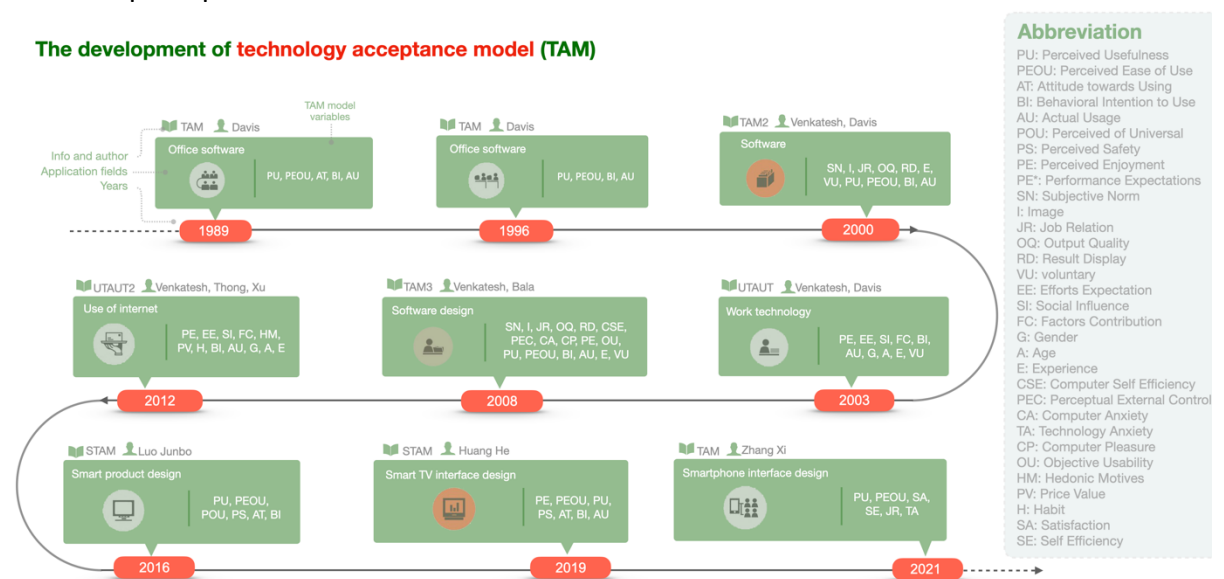 The development of technology acceptance model (TAM)
TAM model
variables
Info and author
Application fields
Years
TAM Davis
Office software
PU, PEOU, AT, BI, AU
1989
TAM Davis
Office software
PU, PEOU, BI, AU
1996
TAM2 Venkatesh, Davis
Software
SN, I, JR, OQ, RD, E,
VU, PU, PEOU, BI, AU
2000
UTAUT2 Venkatesh, Thong, Xu
Use of internet
PE, EE, SI, FC, HM,
PV, H, BI, AU, G, A, E
2012
TAM3 Venkatesh, Bala
Software design
SN, I, JR, OQ, RD, CSE,
PEC, CA, CP, PE, OU,
PU, PEOU, BI, AU, E, VU
2008
UTAUT Venkatesh, Davis
Work technology
PE, EE, SI, FC, BI,
AU, G, A, E, VU
2003
STAM Luo Junbo
Smart product design
PU, PEOU,
POU, PS, AT, BI
2016
STAM Huang He
Smart TV interface design
PE, PEOU, PU,
PS, AT, BI, AU
2019
TAM Zhang Xi
Smartphone interface design
PU, PEOU, SA,
SE, JR, TA
2021
Abbreviation
PU: Perceived Usefulness
PEOU: Perceived Ease of Use
AT: Attitude towards Using
BI: Behavioral Intention to Use
AU: Actual Usage
POU: Perceived of Universal
PS: Perceived Safety
PE: Perceived Enjoyment
PE*: Performance Expectations
SN: Subjective Norm
I: Image
JR: Job Relation
OQ: Output Quality
RD: Result Display
VU: voluntary
EE: Efforts Expectation
SI: Social Influence
FC: Factors Contribution
G: Gender
A: Age
E: Experience
CSE: Computer Self Efficiency
PEC: Perceptual External Control
CA: Computer Anxiety
TA: Technology Anxiety
CP: Computer Pleasure
OU: Objective Usability
HM: Hedonic Motives
PV: Price Value
H: Habit
SA: Satisfaction
SE: Self Efficiency